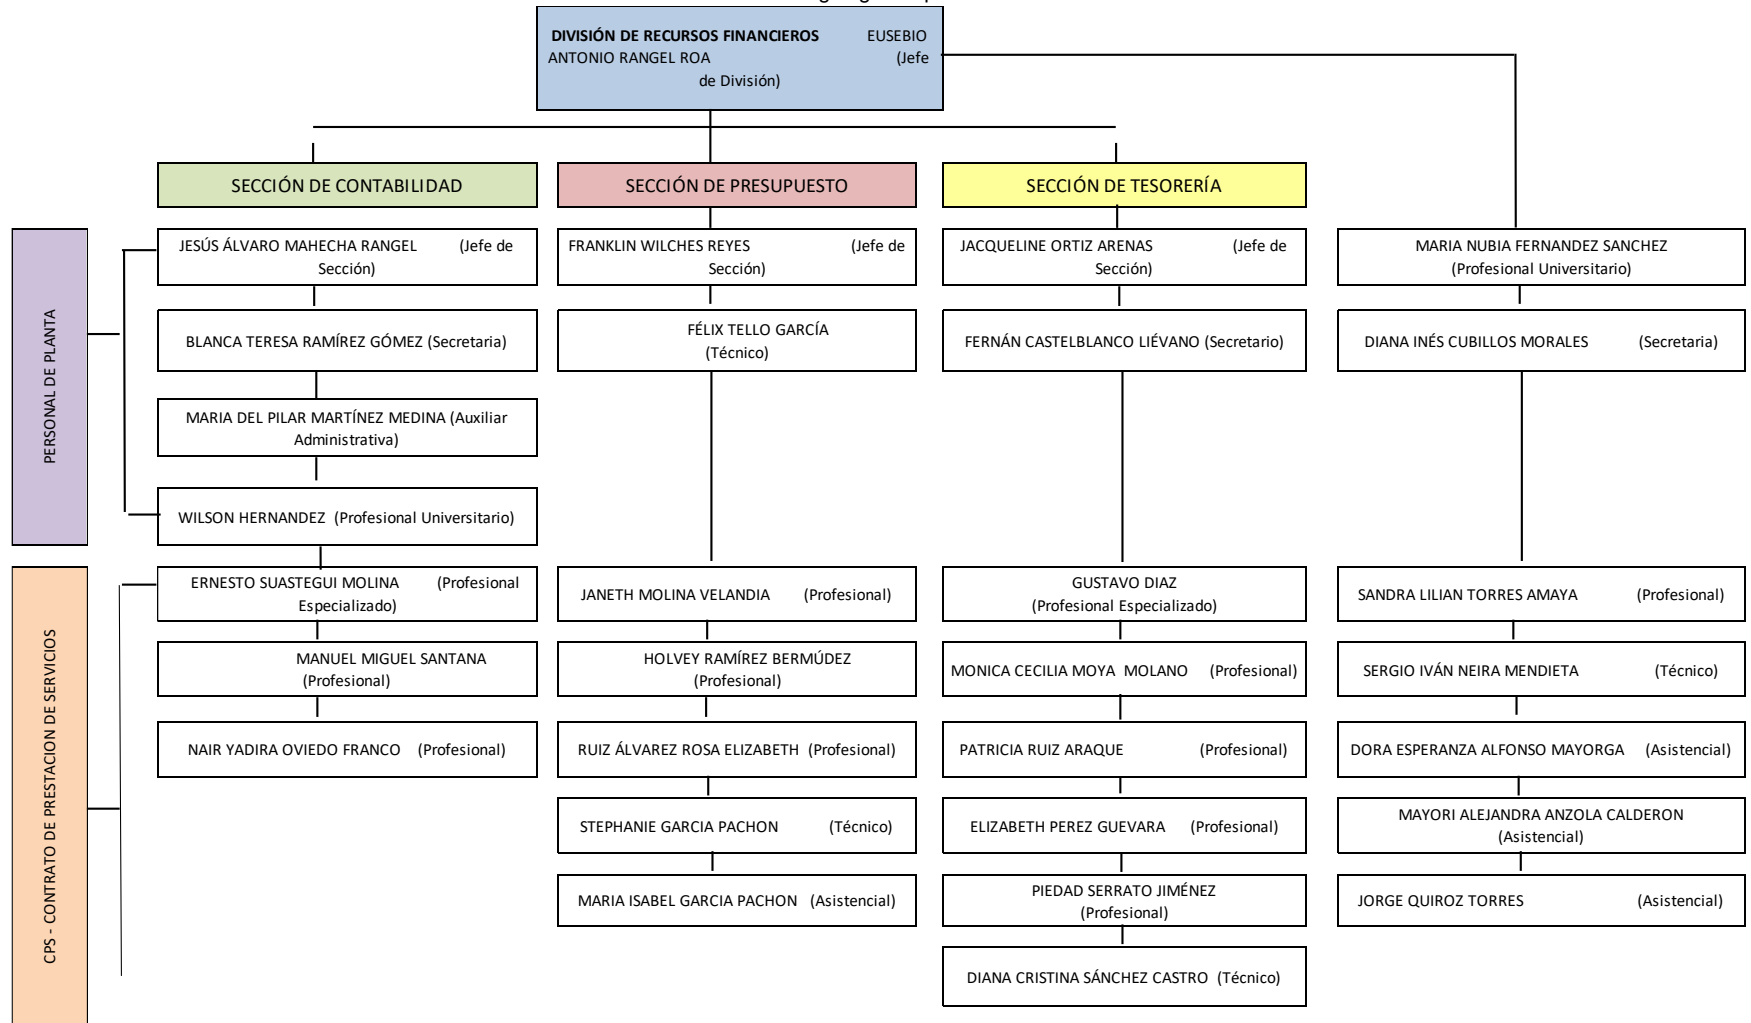 DIVISIÓN DE RECURSOS FINANCIEROS EUSEBIO
ANTONIO RANGEL ROA (Jefe
de División)
SECCIÓN DE CONTABILIDAD
SECCIÓN DE PRESUPUESTO
SECCIÓN DE TESORERÍA
PERSONAL DE PLANTA
JESÚS ÁLVARO MAHECHA RANGEL (Jefe de
Sección)
FRANKLIN WILCHES REYES (Jefe de
Sección)
JACQUELINE ORTIZ ARENAS (Jefe de
Sección)
MARIA NUBIA FERNANDEZ SANCHEZ
(Profesional Universitario)
BLANCA TERESA RAMÍREZ GÓMEZ (Secretaria)
FÉLIX TELLO GARCÍA
(Técnico)
FERNÁN CASTELBLANCO LIÉVANO (Secretario)
DIANA INÉS CUBILLOS MORALES (Secretaria)
MARIA DEL PILAR MARTÍNEZ MEDINA (Auxiliar
Administrativa)
WILSON HERNANDEZ (Profesional Universitario)
CPS - CONTRATO DE PRESTACION DE SERVICIOS
ERNESTO SUASTEGUI MOLINA (Profesional
Especializado)
JANETH MOLINA VELANDIA (Profesional)
GUSTAVO DIAZ
(Profesional Especializado)
SANDRA LILIAN TORRES AMAYA (Profesional)
MANUEL MIGUEL SANTANA
(Profesional)
HOLVEY RAMÍREZ BERMÚDEZ
(Profesional)
MONICA CECILIA MOYA MOLANO (Profesional)
SERGIO IVÁN NEIRA MENDIETA (Técnico)
NAIR YADIRA OVIEDO FRANCO (Profesional)
RUIZ ÁLVAREZ ROSA ELIZABETH (Profesional)
PATRICIA RUIZ ARAQUE (Profesional)
DORA ESPERANZA ALFONSO MAYORGA (Asistencial)
STEPHANIE GARCIA PACHON (Técnico)
ELIZABETH PEREZ GUEVARA (Profesional)
MAYORI ALEJANDRA ANZOLA CALDERON
(Asistencial)
MARIA ISABEL GARCIA PACHON (Asistencial)
PIEDAD SERRATO JIMÉNEZ
(Profesional)
JORGE QUIROZ TORRES (Asistencial)
DIANA CRISTINA SÁNCHEZ CASTRO (Técnico)